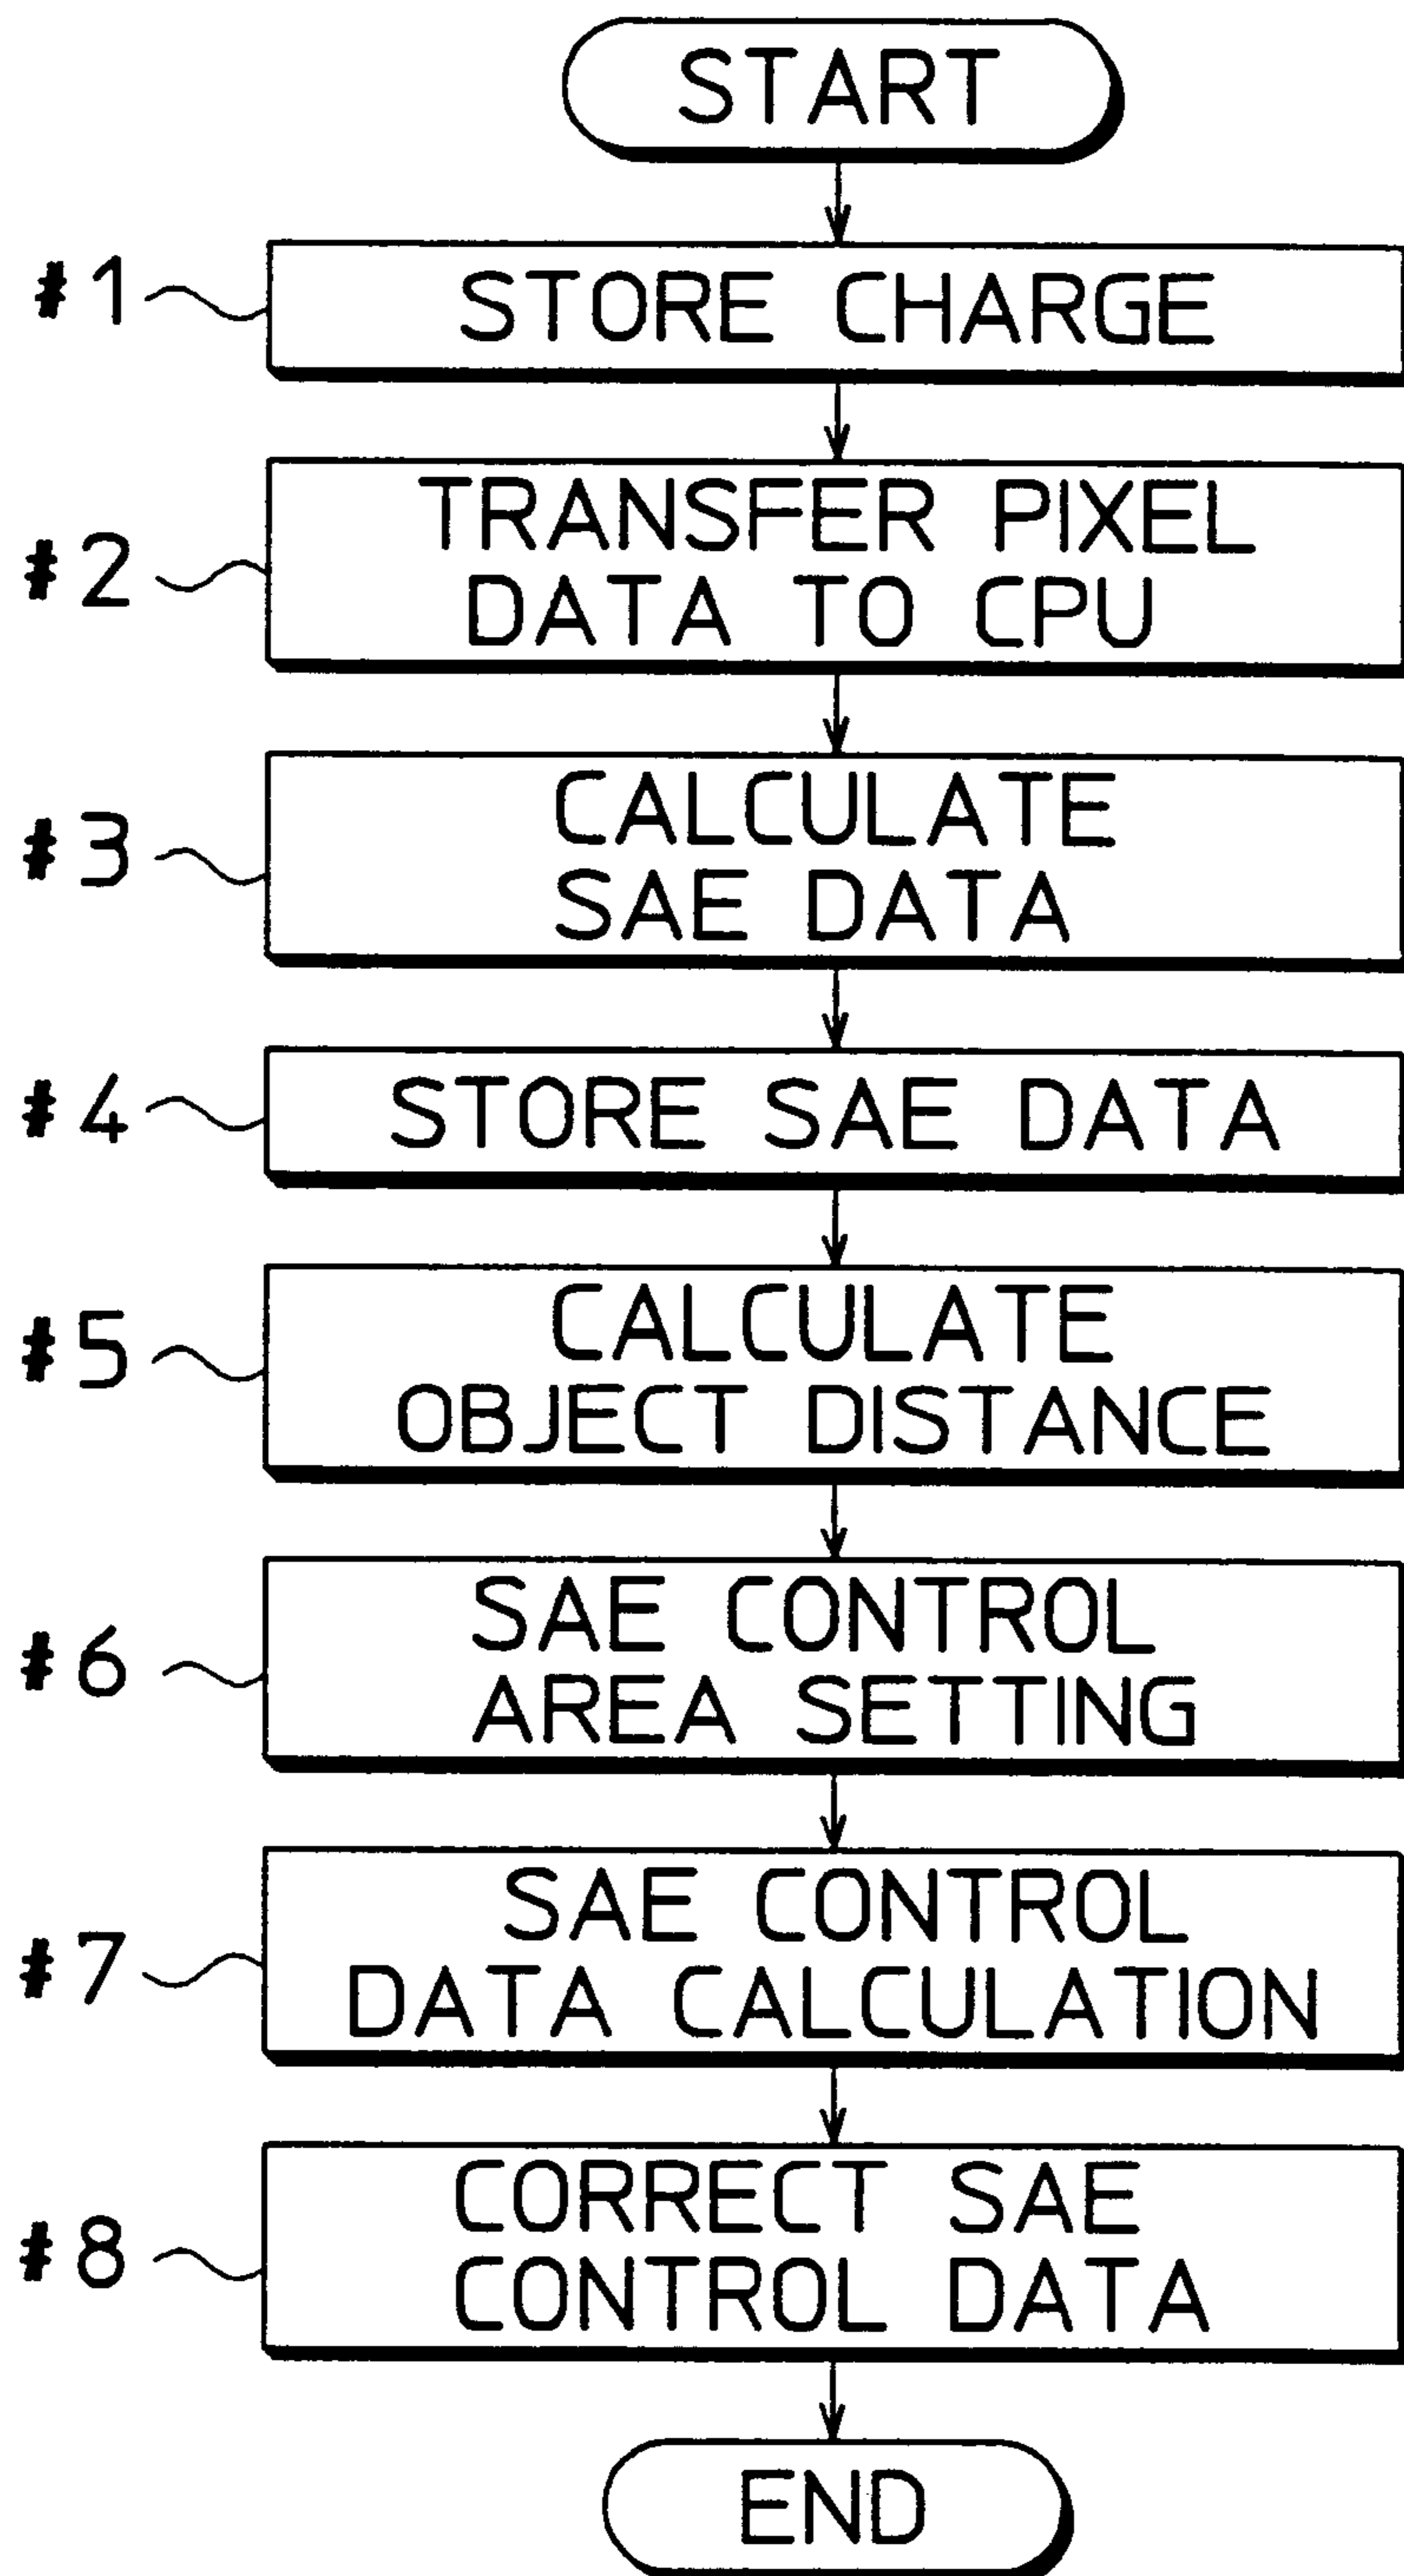 START
#1 STORE CHARGE
#2 TRANSFER PIXEL
DATA TO CPU
#3 CALCULATE
SAE DATA
#4 STORE SAE DATA
#5 CALCULATE
OBJECT DISTANCE
#6 SAE CONTROL
AREA SETTING
#7 SAE CONTROL
DATA CALCULATION
#8 CORRECT SAE
CONTROL DATA
END